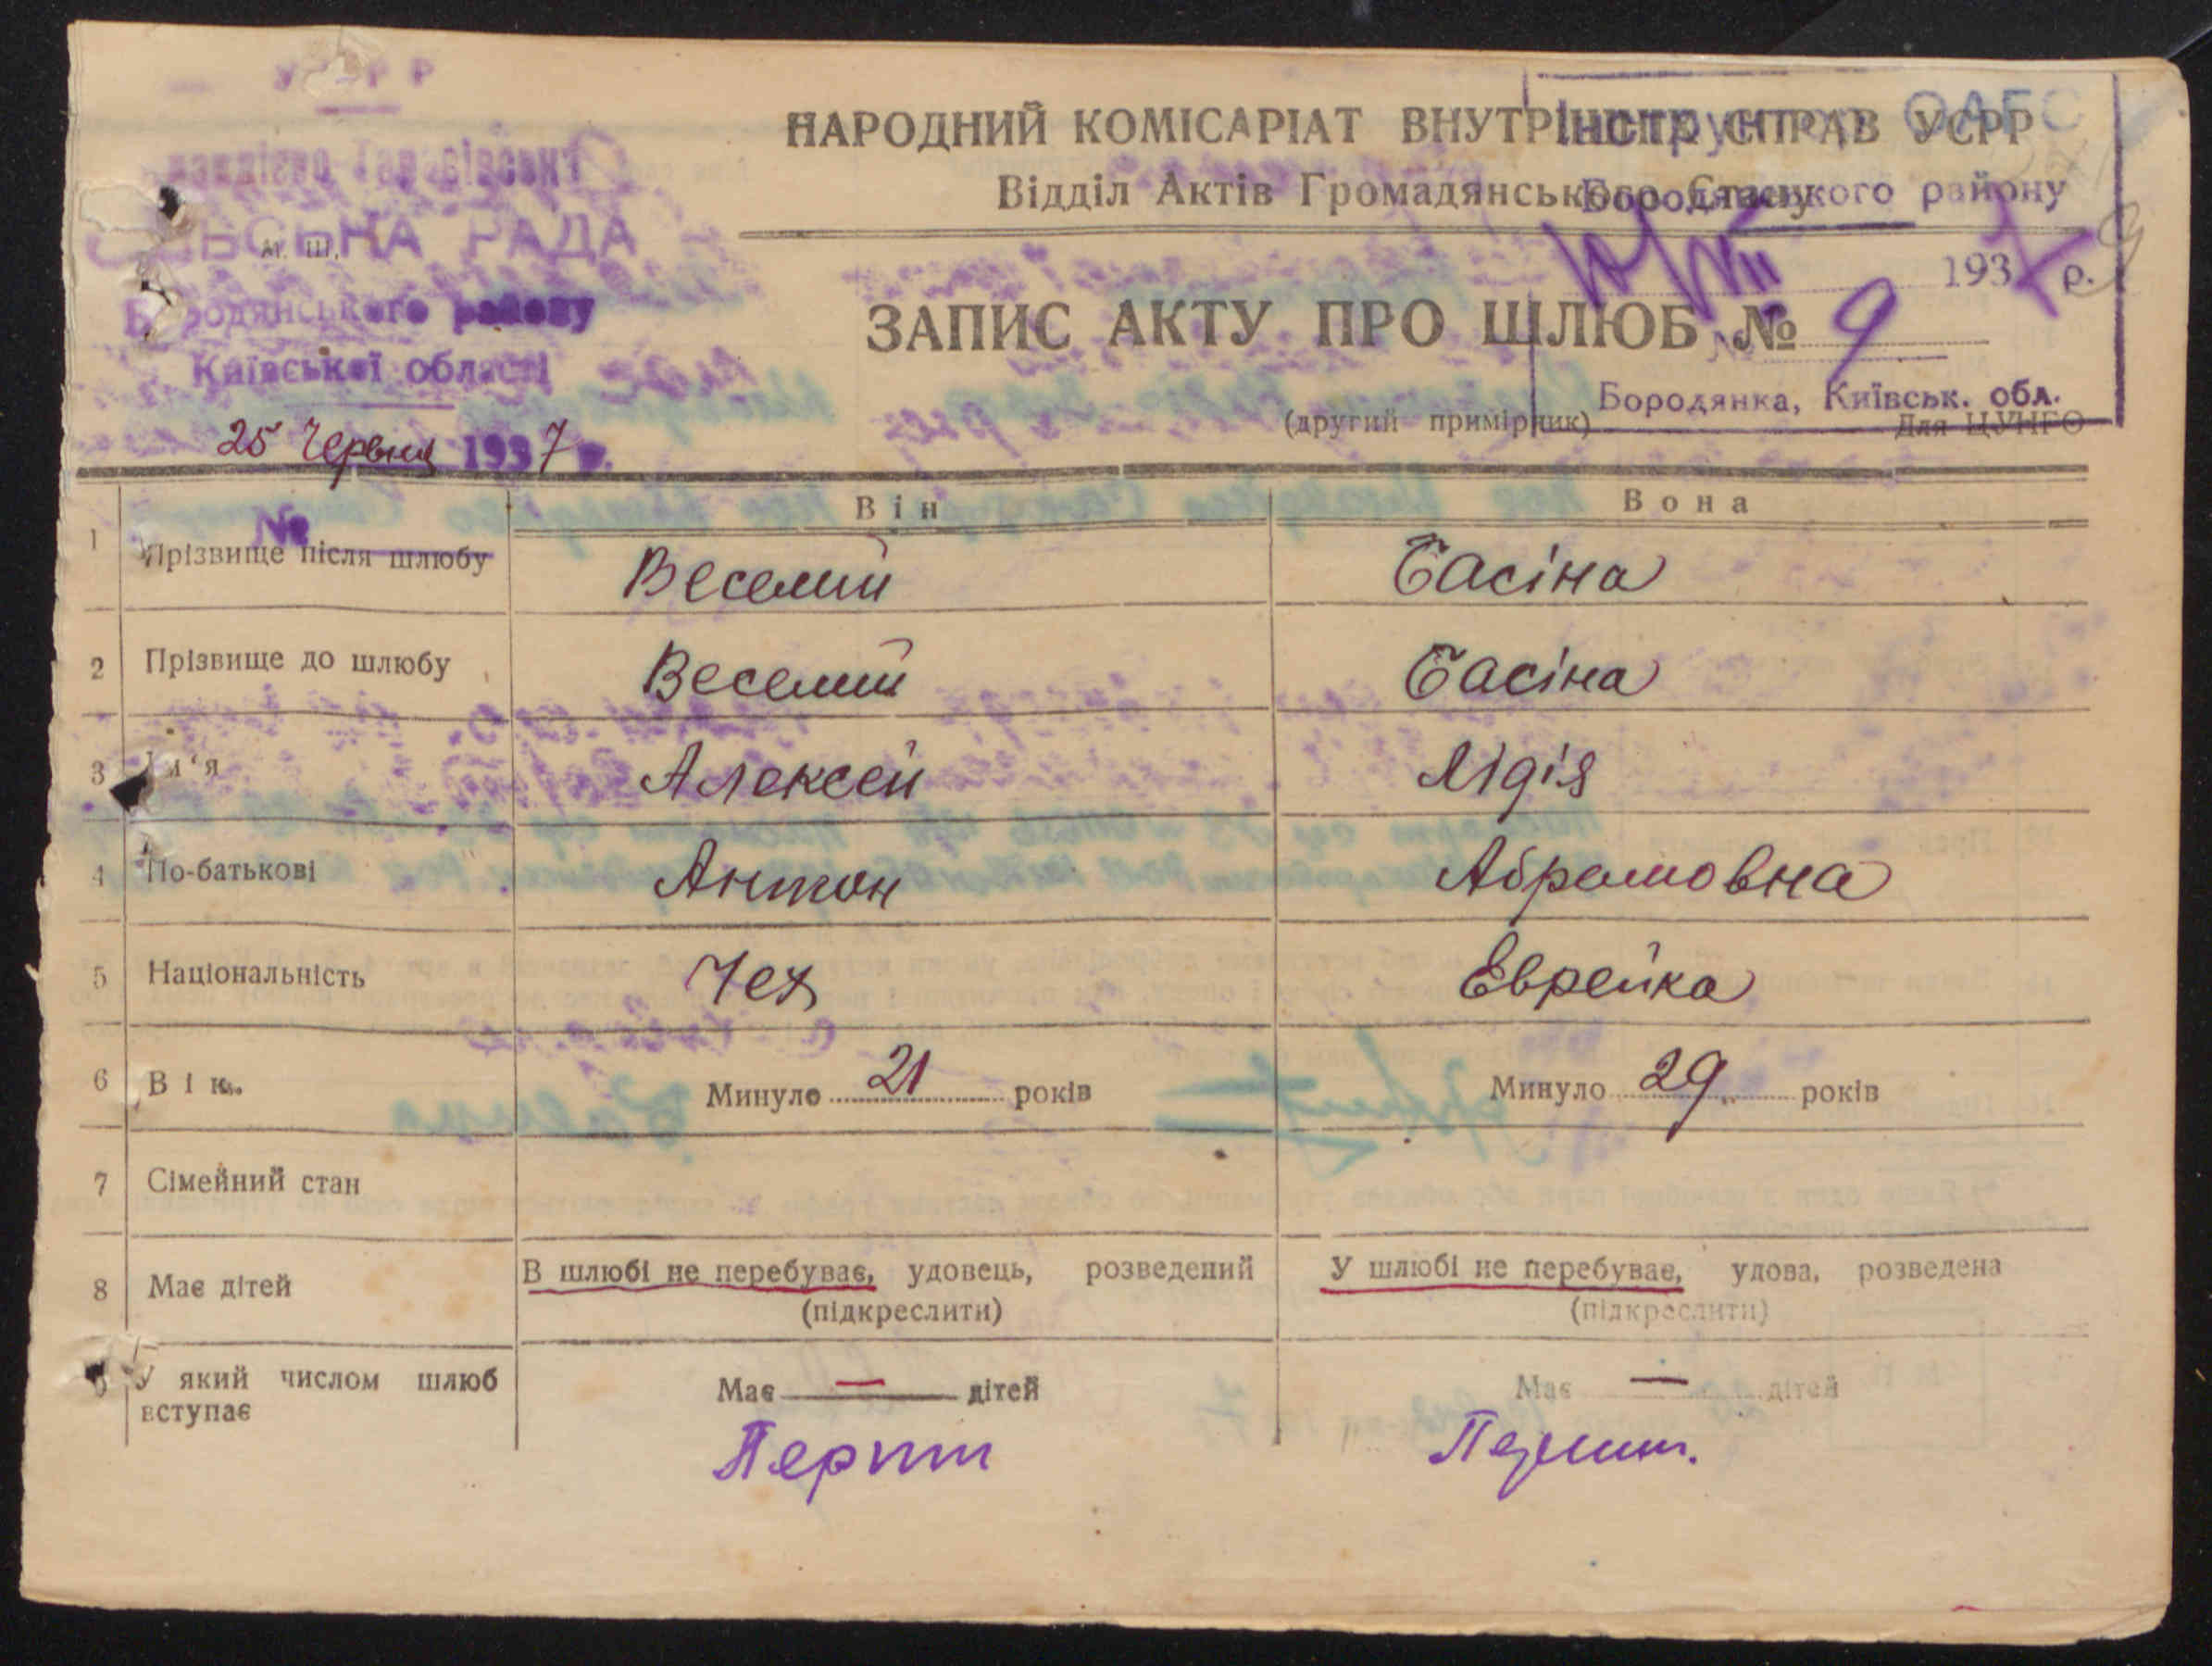 УСРР
НАРОДНИЙ КОМІСАРІАТ ВНУТРІШНІХ СПРАВ УСРР
Відділ Актів Громадянського Стану
Інструктор ОАГС
Бородянського району
СІЛЬСЬКА РАДА
Бородянського району
Київської області
25 Червня 1937 р.
1937 р.
ЗАПИС АКТУ ПРО ШЛЮБ № 9
Бородянка, Київськ. обл.
(другий примірник)
Для ЦУНГО
№
Він Вона
1 Прізвище після шлюбу Веселий Басіна
2 Прізвище до шлюбу Веселий Басіна
3 Ім'я Алексей Лідія
4 По-батькові Антон Абрамовна
5 Національність Чех Еврейка
6 Вік Минуло 21 років Минуло 29 років
7 Сімейний стан
8 Має дітей В шлюбі не перебуває, удовець, розведений У шлюбі не перебуває, удова, розведена
(підкреслити) (підкреслити)
9 У який числом шлюб Має — дітей Має — дітей
вступає